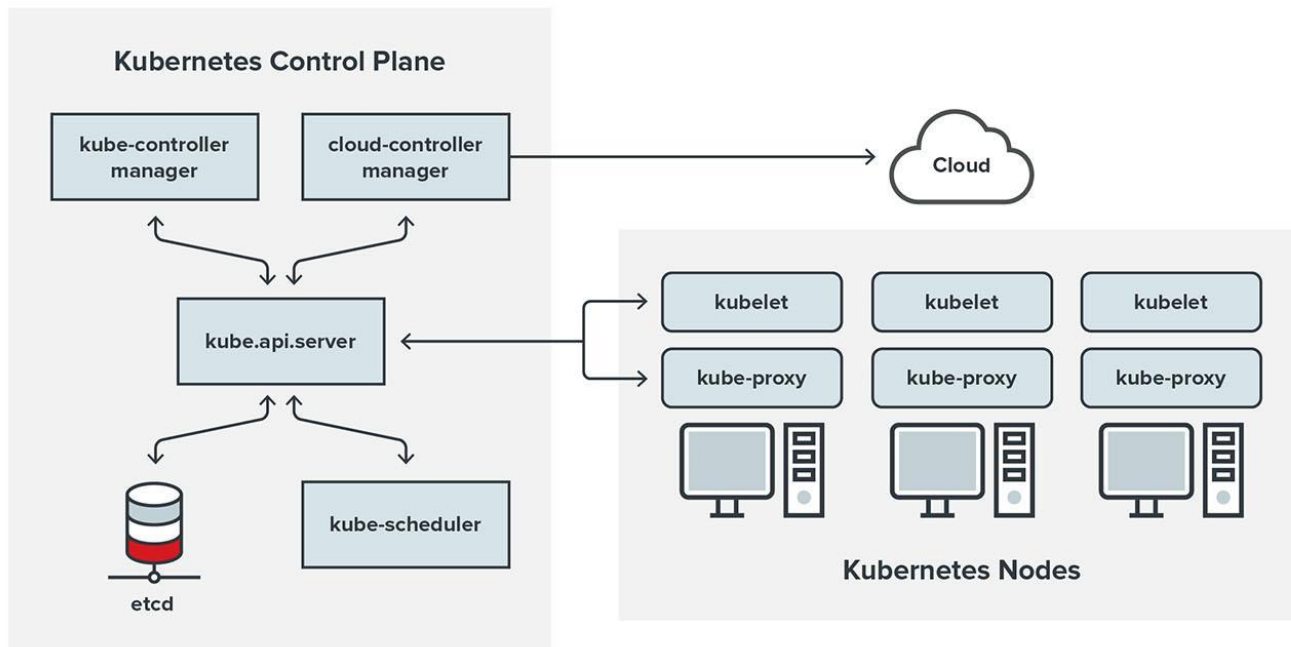 Kubernetes Control Plane
kube-controller
manager
cloud-controller
manager
Cloud
kube.api.server
etcd
kube-scheduler
kubelet
kubelet
kubelet
kube-proxy
kube-proxy
kube-proxy
Kubernetes Nodes